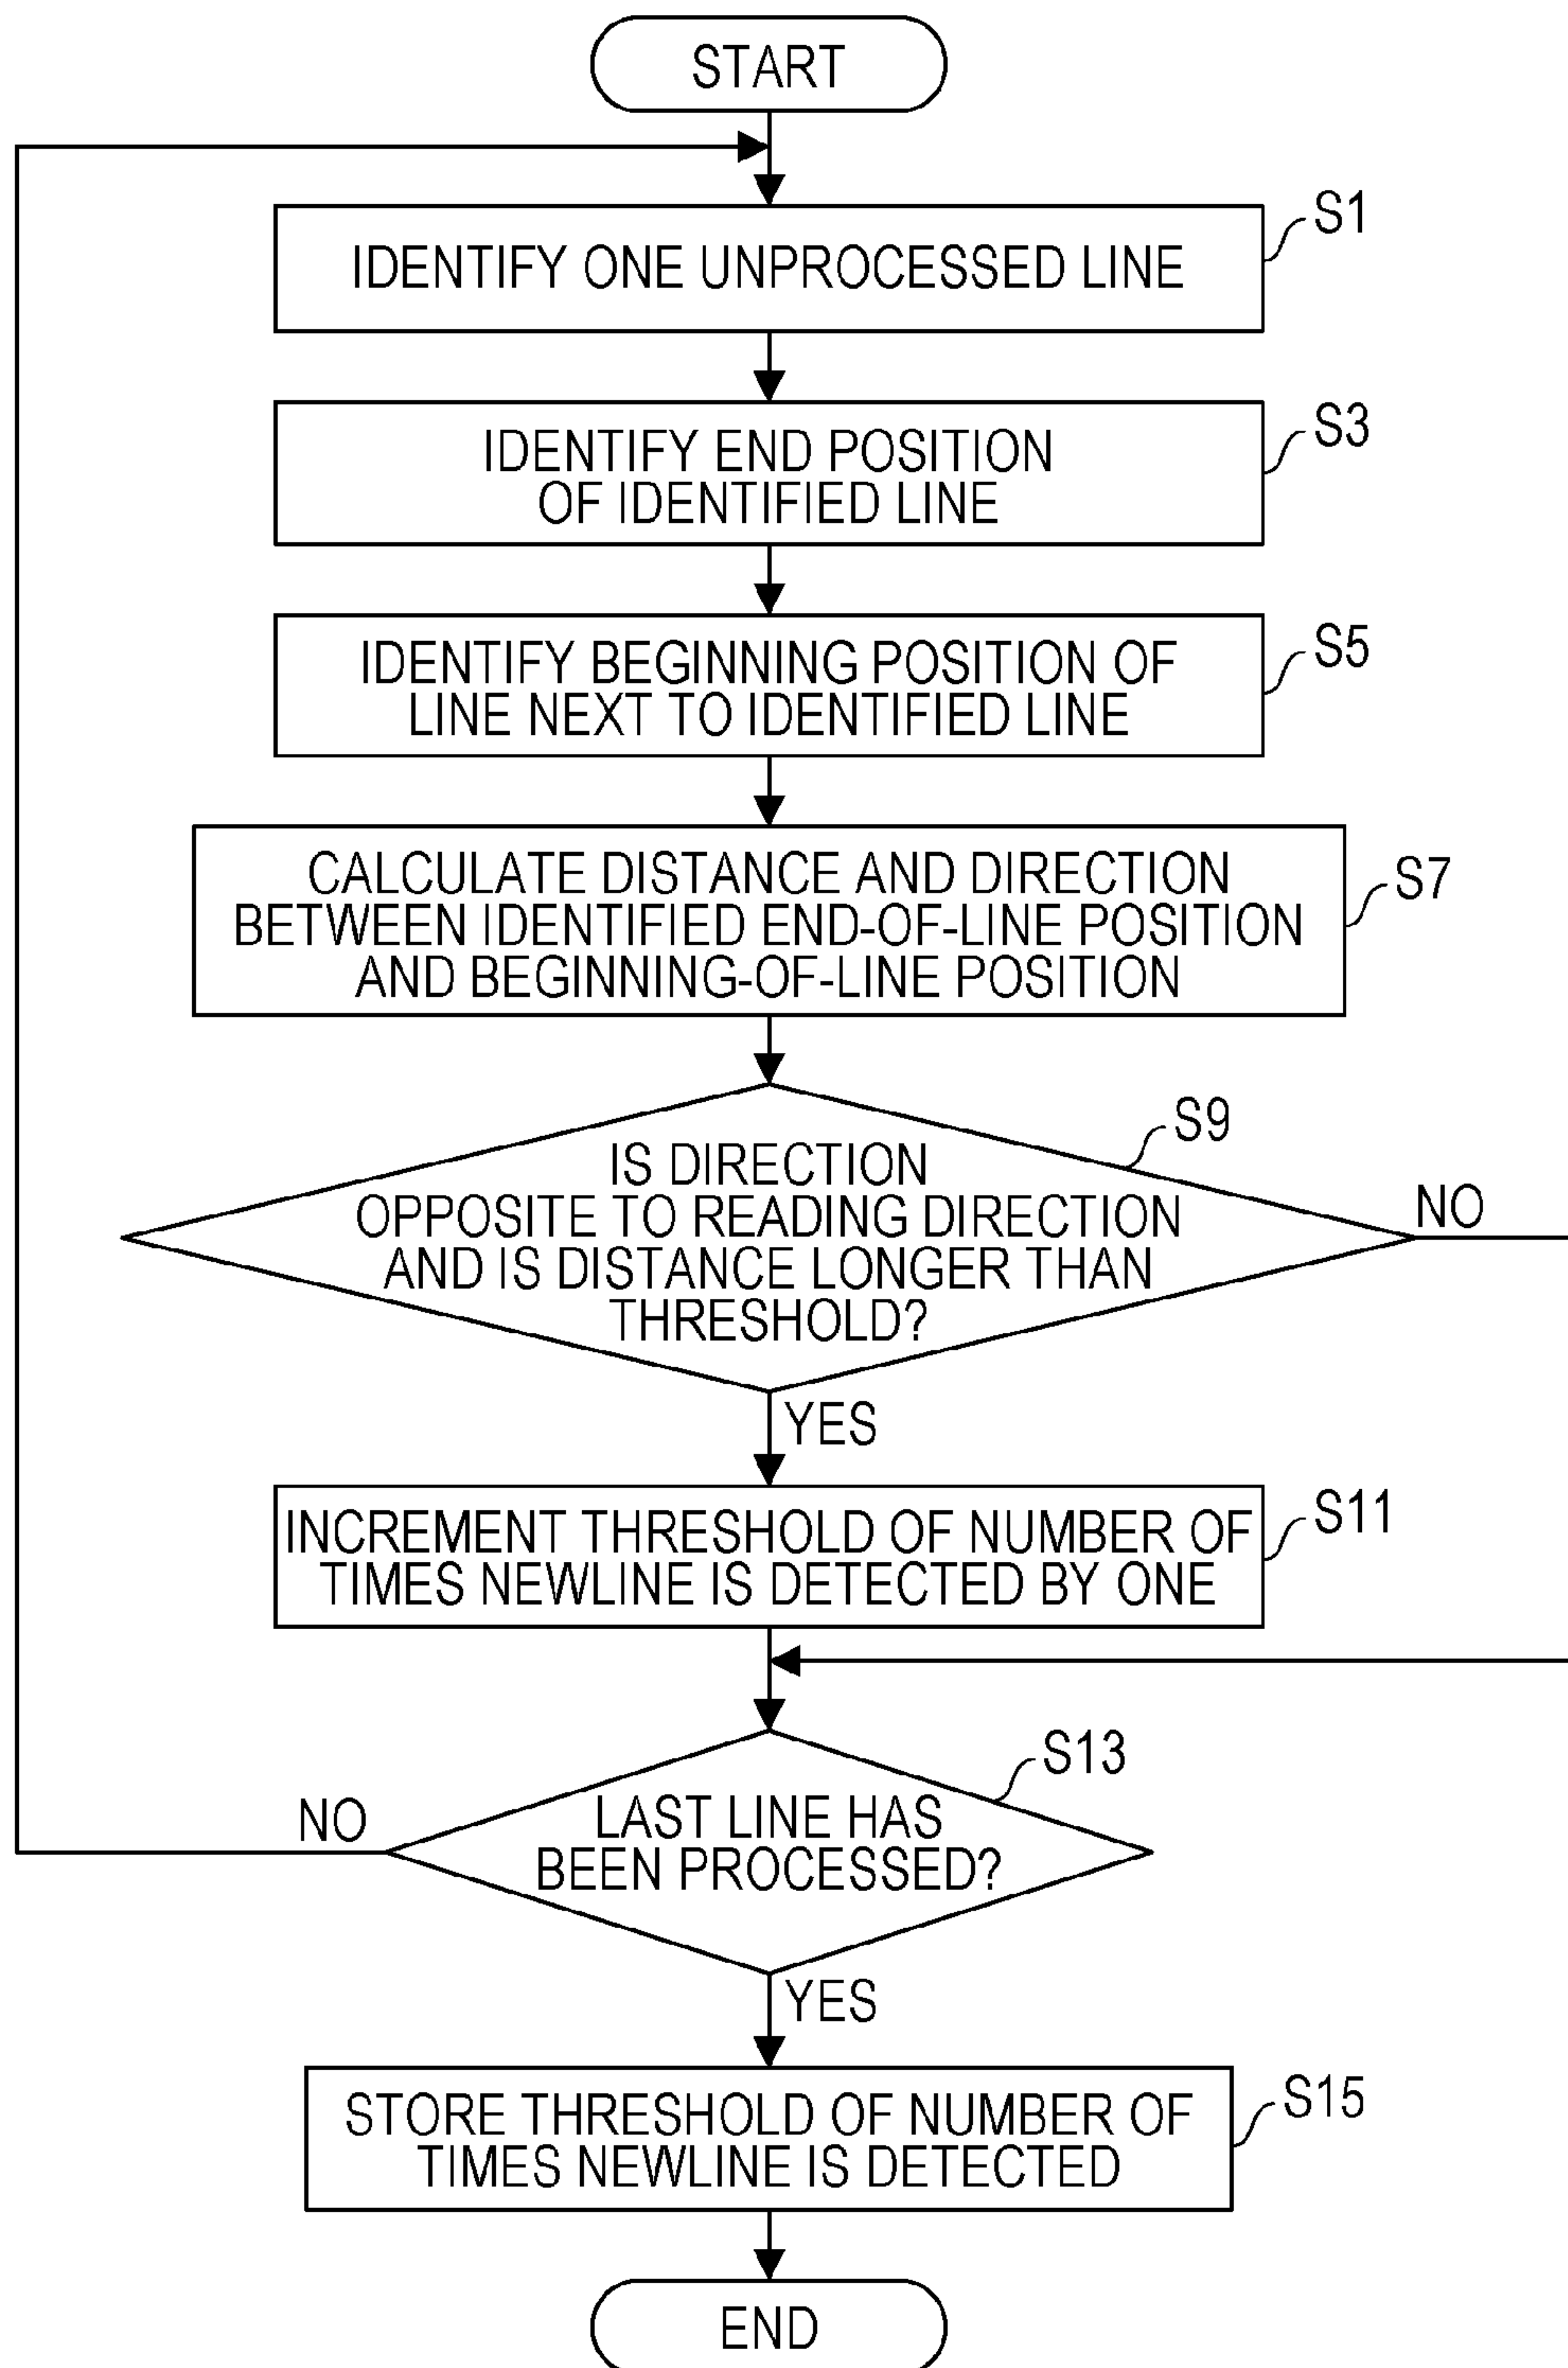 START
S1
IDENTIFY ONE UNPROCESSED LINE
S3
IDENTIFY END POSITION
OF IDENTIFIED LINE
S5
IDENTIFY BEGINNING POSITION OF
LINE NEXT TO IDENTIFIED LINE
S7
CALCULATE DISTANCE AND DIRECTION
BETWEEN IDENTIFIED END-OF-LINE POSITION
AND BEGINNING-OF-LINE POSITION
S9
IS DIRECTION
OPPOSITE TO READING DIRECTION
AND IS DISTANCE LONGER THAN
THRESHOLD?
NO
YES
S11
INCREMENT THRESHOLD OF NUMBER OF
TIMES NEWLINE IS DETECTED BY ONE
S13
LAST LINE HAS
BEEN PROCESSED?
NO
YES
S15
STORE THRESHOLD OF NUMBER OF
TIMES NEWLINE IS DETECTED
END